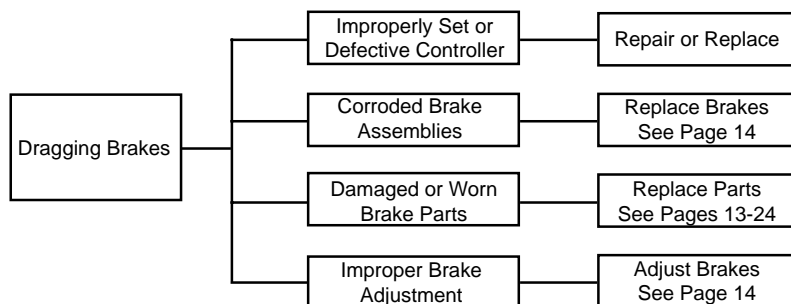 Dragging Brakes
Improperly Set or
Defective Controller
Repair or Replace
Corroded Brake
Assemblies
Replace Brakes
See Page 14
Damaged or Worn
Brake Parts
Replace Parts
See Pages 13-24
Improper Brake
Adjustment
Adjust Brakes
See Page 14